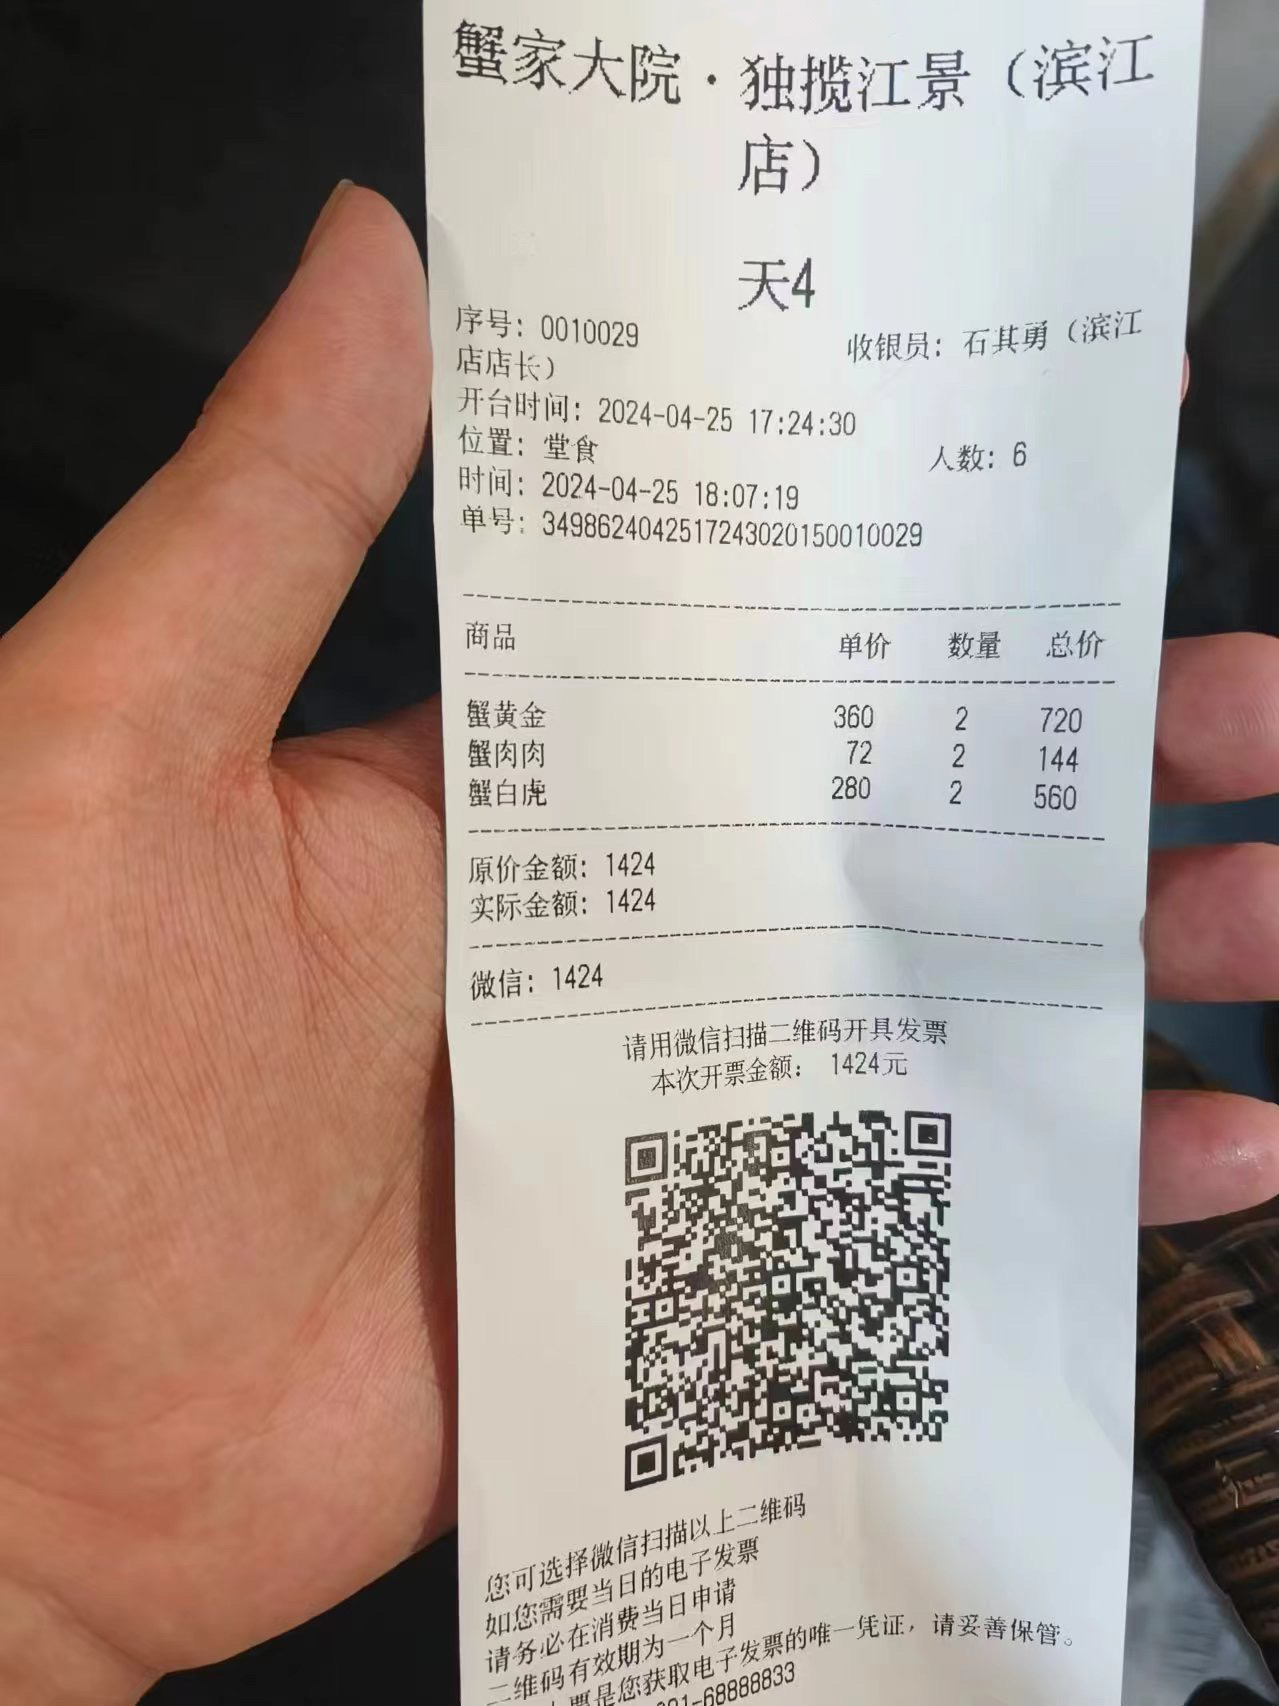 蟹家大院·独揽江景（滨江
店）
天4
序号：0010029 收银员：石其勇（滨江
店店长）
开台时间：2024-04-25 17:24:30
位置：堂食 人数：6
时间：2024-04-25 18:07:19
单号：3498624042517243020150010029
商品 单价 数量 总价
蟹黄金 360 2 720
蟹肉肉 72 2 144
蟹白虎 280 2 560
原价金额：1424
实际金额：1424
微信：1424
请用微信扫描二维码开具发票
本次开票金额： 1424元
您可选择微信扫描以上二维码
如您需要当日的电子发票
请务必在消费当日申请
二维码有效期为一个月
票是您获取电子发票的唯一凭证，请妥善保管。
21-68888833